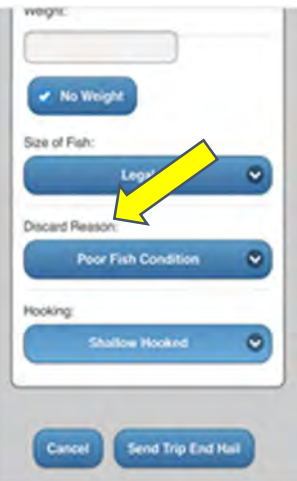 Weight:
No Weight
Size of Fish:
Legal
Discard Reason:
Poor Fish Condition
Hooking:
Shallow Hooked
Cancel
Send Trip End Hail